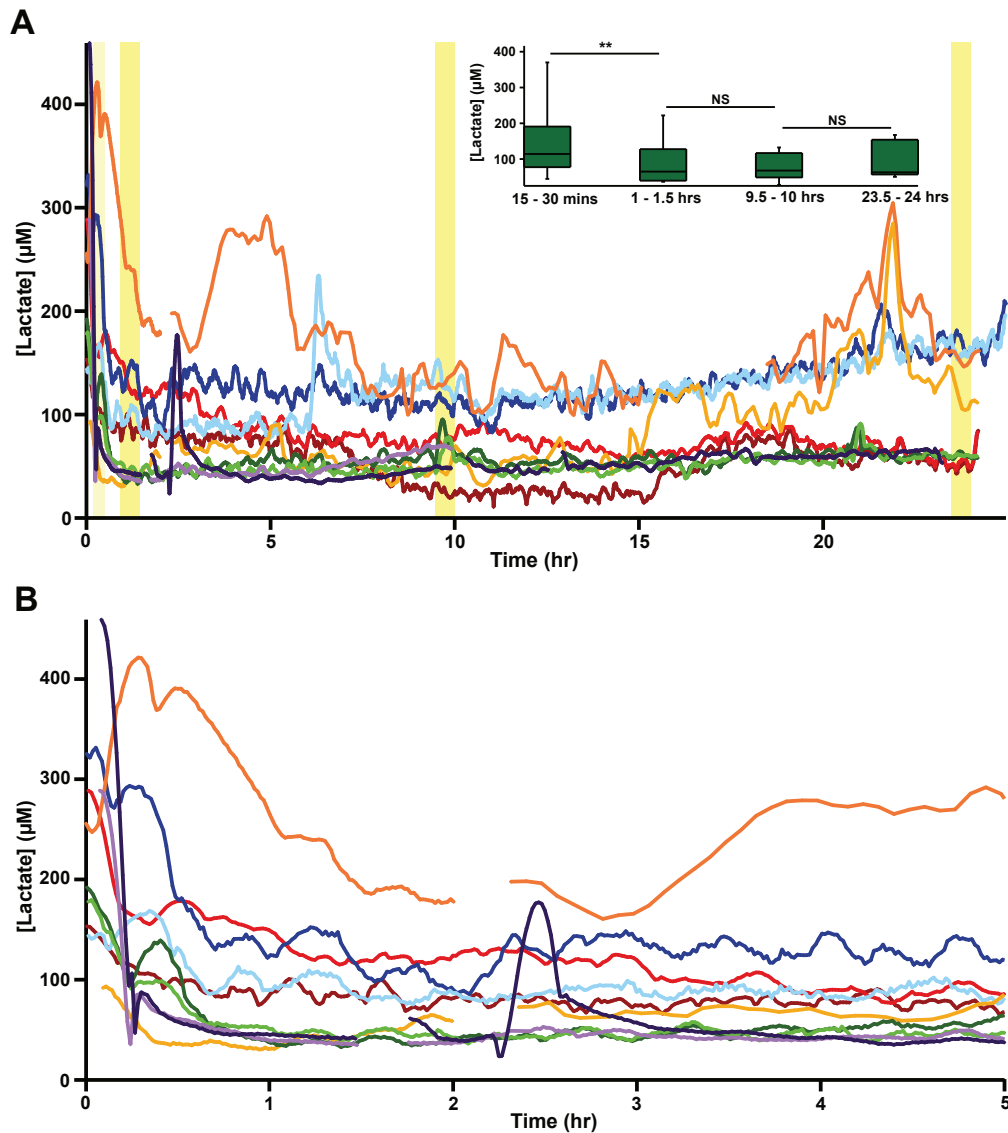 A
[Lactate] (µM)
400
300
200
100
0
0
5
10
15
20
Time (hr)
[Lactate] (µM)
400
300
200
100
**
NS
NS
15 - 30 mins
1 - 1.5 hrs
9.5 - 10 hrs
23.5 - 24 hrs
B
[Lactate] (µM)
400
300
200
100
0
0
1
2
3
4
5
Time (hr)